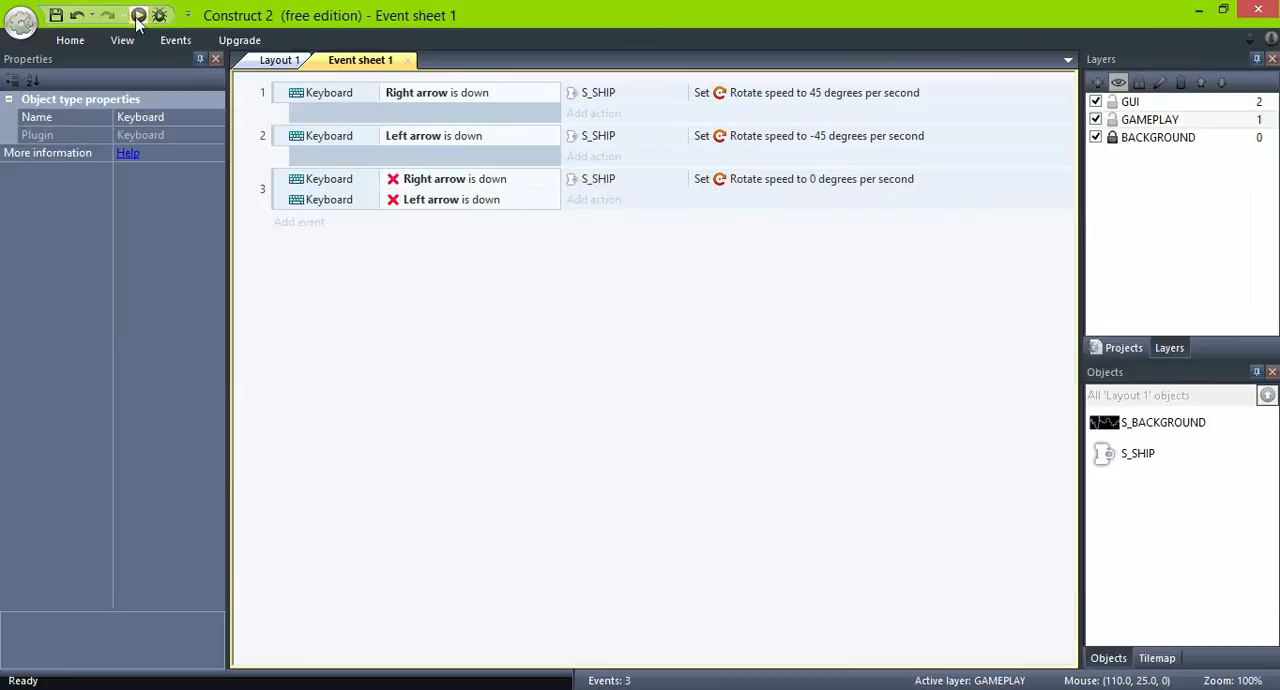 Construct 2 (free edition) - Event sheet 1
Home View Events Upgrade
Properties
Object type properties
Name Keyboard
Plugin Keyboard
More information Help
Layout 1 Event sheet 1
1 Keyboard Right arrow is down S_SHIP Set Rotate speed to 45 degrees per second
Add action
2 Keyboard Left arrow is down S_SHIP Set Rotate speed to -45 degrees per second
Add action
3 Keyboard Right arrow is down S_SHIP Set Rotate speed to 0 degrees per second
Keyboard Left arrow is down Add action
Add event
Layers
GUI 2
GAMEPLAY 1
BACKGROUND 0
Projects Layers
Objects
All 'Layout 1' objects
S_BACKGROUND
S_SHIP
Objects Tilemap
Ready Events: 3 Active layer: GAMEPLAY Mouse: (110.0, 25.0, 0) Zoom: 100%